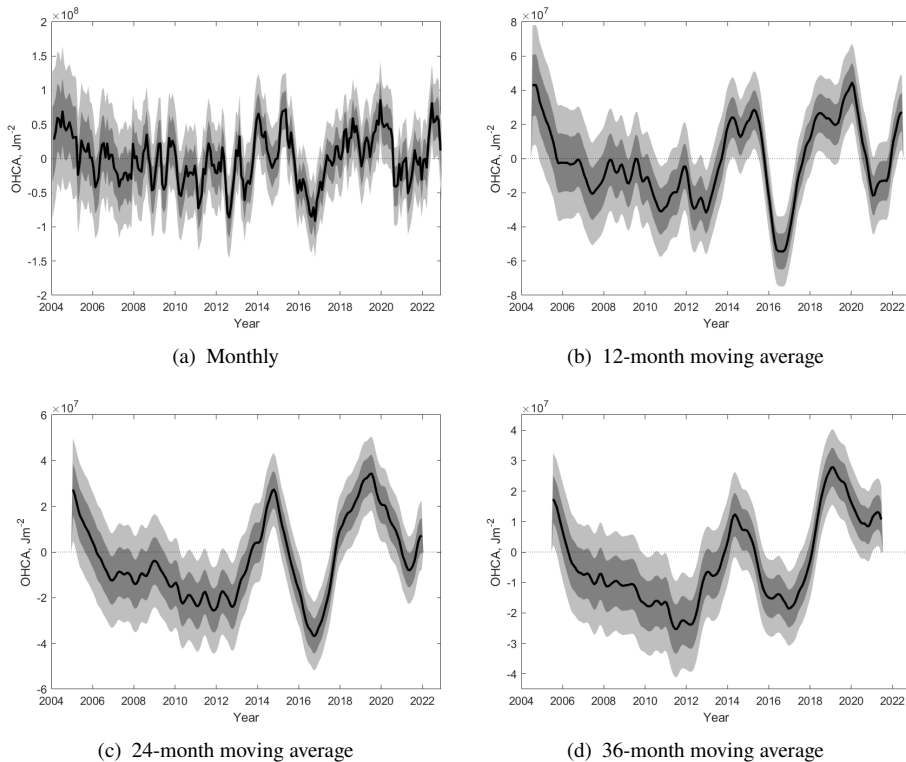 ×10⁸
2
1.5
1
0.5
0
-0.5
-1
-1.5
-2
OHCA, Jm⁻²
2004 2006 2008 2010 2012 2014 2016 2018 2020 2022
Year
(a) Monthly
×10⁷
8
6
4
2
0
-2
-4
-6
-8
OHCA, Jm⁻²
2004 2006 2008 2010 2012 2014 2016 2018 2020 2022
Year
(b) 12-month moving average
×10⁷
6
4
2
0
-2
-4
-6
OHCA, Jm⁻²
2004 2006 2008 2010 2012 2014 2016 2018 2020 2022
Year
(c) 24-month moving average
×10⁷
4
3
2
1
0
-1
-2
-3
-4
OHCA, Jm⁻²
2004 2006 2008 2010 2012 2014 2016 2018 2020 2022
Year
(d) 36-month moving average